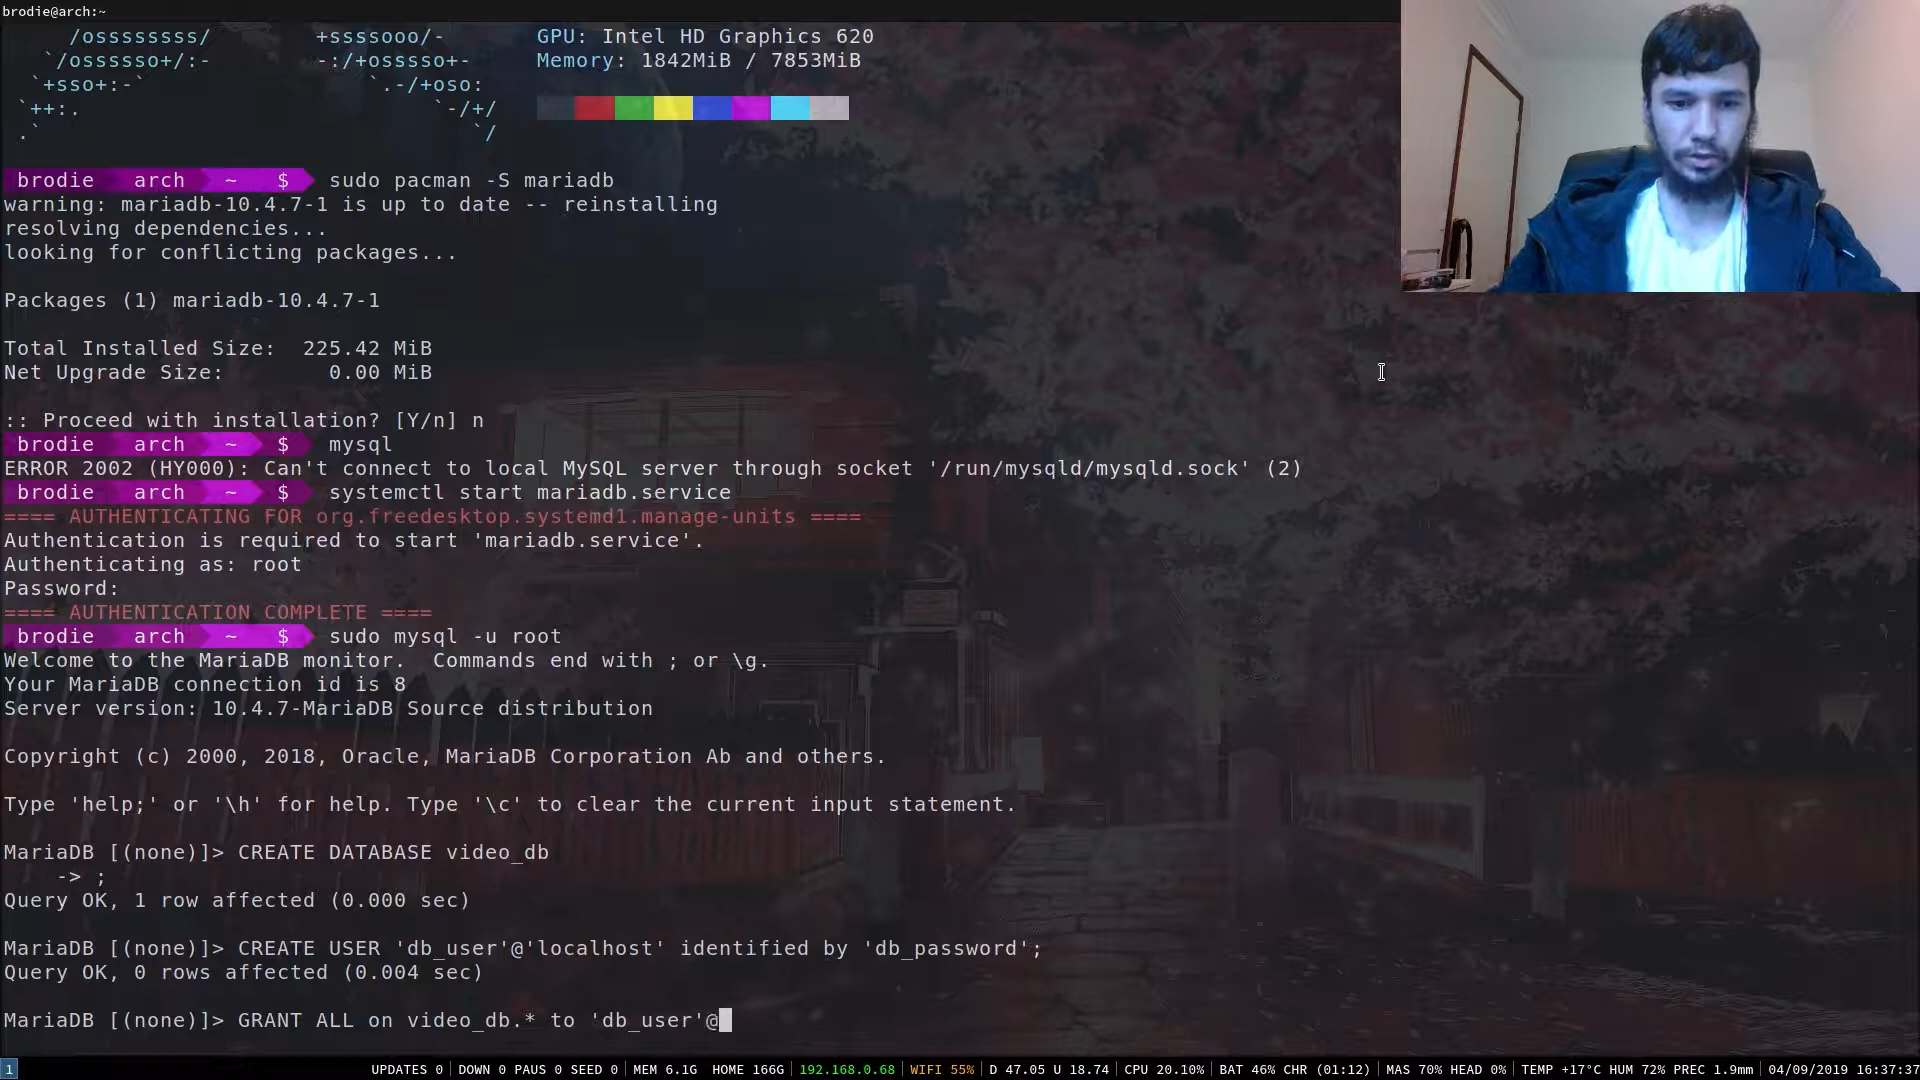 brodie@arch:~
/ossssssss/ +ssssooo/- GPU: Intel HD Graphics 620
`/ossssso+/:- -:/+osssso+- Memory: 1842MiB / 7853MiB
`+sso+:-` `.-/+oso:
`++:. `-/+/
.` `/
brodie arch ~ $ sudo pacman -S mariadb
warning: mariadb-10.4.7-1 is up to date -- reinstalling
resolving dependencies...
looking for conflicting packages...
Packages (1) mariadb-10.4.7-1
Total Installed Size: 225.42 MiB
Net Upgrade Size: 0.00 MiB
:: Proceed with installation? [Y/n] n
brodie arch ~ $ mysql
ERROR 2002 (HY000): Can't connect to local MySQL server through socket '/run/mysqld/mysqld.sock' (2)
brodie arch ~ $ systemctl start mariadb.service
==== AUTHENTICATING FOR org.freedesktop.systemd1.manage-units ====
Authentication is required to start 'mariadb.service'.
Authenticating as: root
Password:
==== AUTHENTICATION COMPLETE ====
brodie arch ~ $ sudo mysql -u root
Welcome to the MariaDB monitor.  Commands end with ; or \g.
Your MariaDB connection id is 8
Server version: 10.4.7-MariaDB Source distribution
Copyright (c) 2000, 2018, Oracle, MariaDB Corporation Ab and others.
Type 'help;' or '\h' for help. Type '\c' to clear the current input statement.
MariaDB [(none)]> CREATE DATABASE video_db
-> ;
Query OK, 1 row affected (0.000 sec)
MariaDB [(none)]> CREATE USER 'db_user'@'localhost' identified by 'db_password';
Query OK, 0 rows affected (0.004 sec)
MariaDB [(none)]> GRANT ALL on video_db.* to 'db_user'@
1 UPDATES 0 DOWN 0 PAUS 0 SEED 0 MEM 6.1G HOME 166G 192.168.0.68 WIFI 55% D 47.05 U 18.74 CPU 20.10% BAT 46% CHR (01:12) MAS 70% HEAD 0% TEMP +17°C HUM 72% PREC 1.9mm 04/09/2019 16:37:37